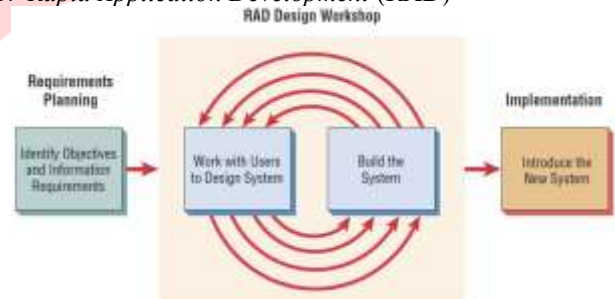 Rapid Application Development (RAD)
RAD Design Workshop
Requirements
Planning
Identify Objectives
and Information
Requirements
Work with Users
to Design System
Build the
System
Implementation
Introduce the
New System